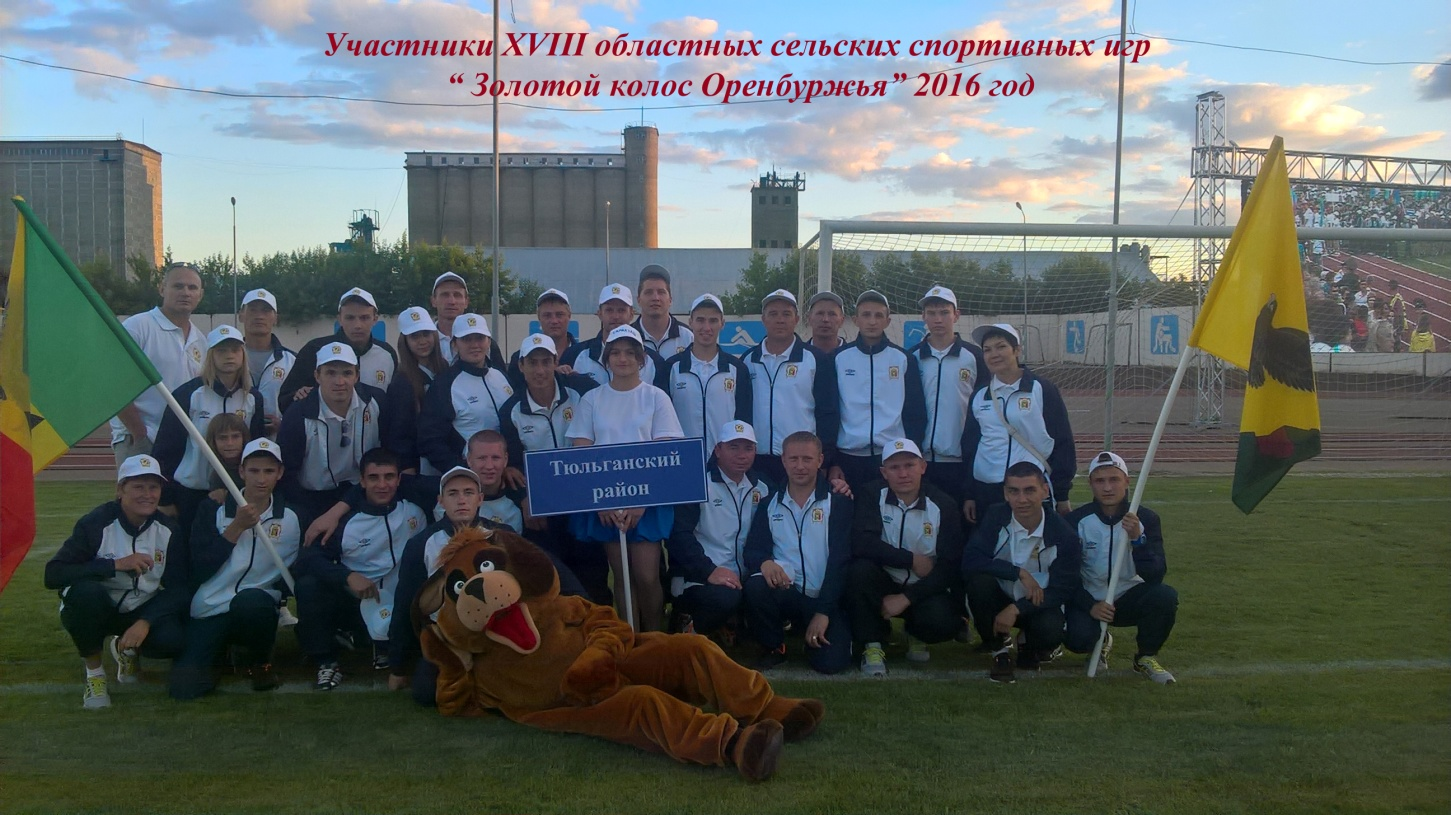 Участники XVIII областных сельских спортивных игр
“ Золотой колос Оренбуржья” 2016 год
Тюльганский
район